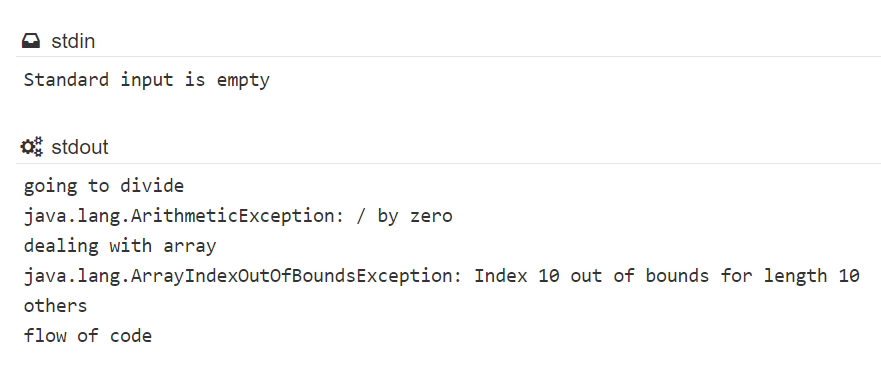 stdin
Standard input is empty
stdout
going to divide
java.lang.ArithmeticException: / by zero
dealing with array
java.lang.ArrayIndexOutOfBoundsException: Index 10 out of bounds for length 10
others
flow of code